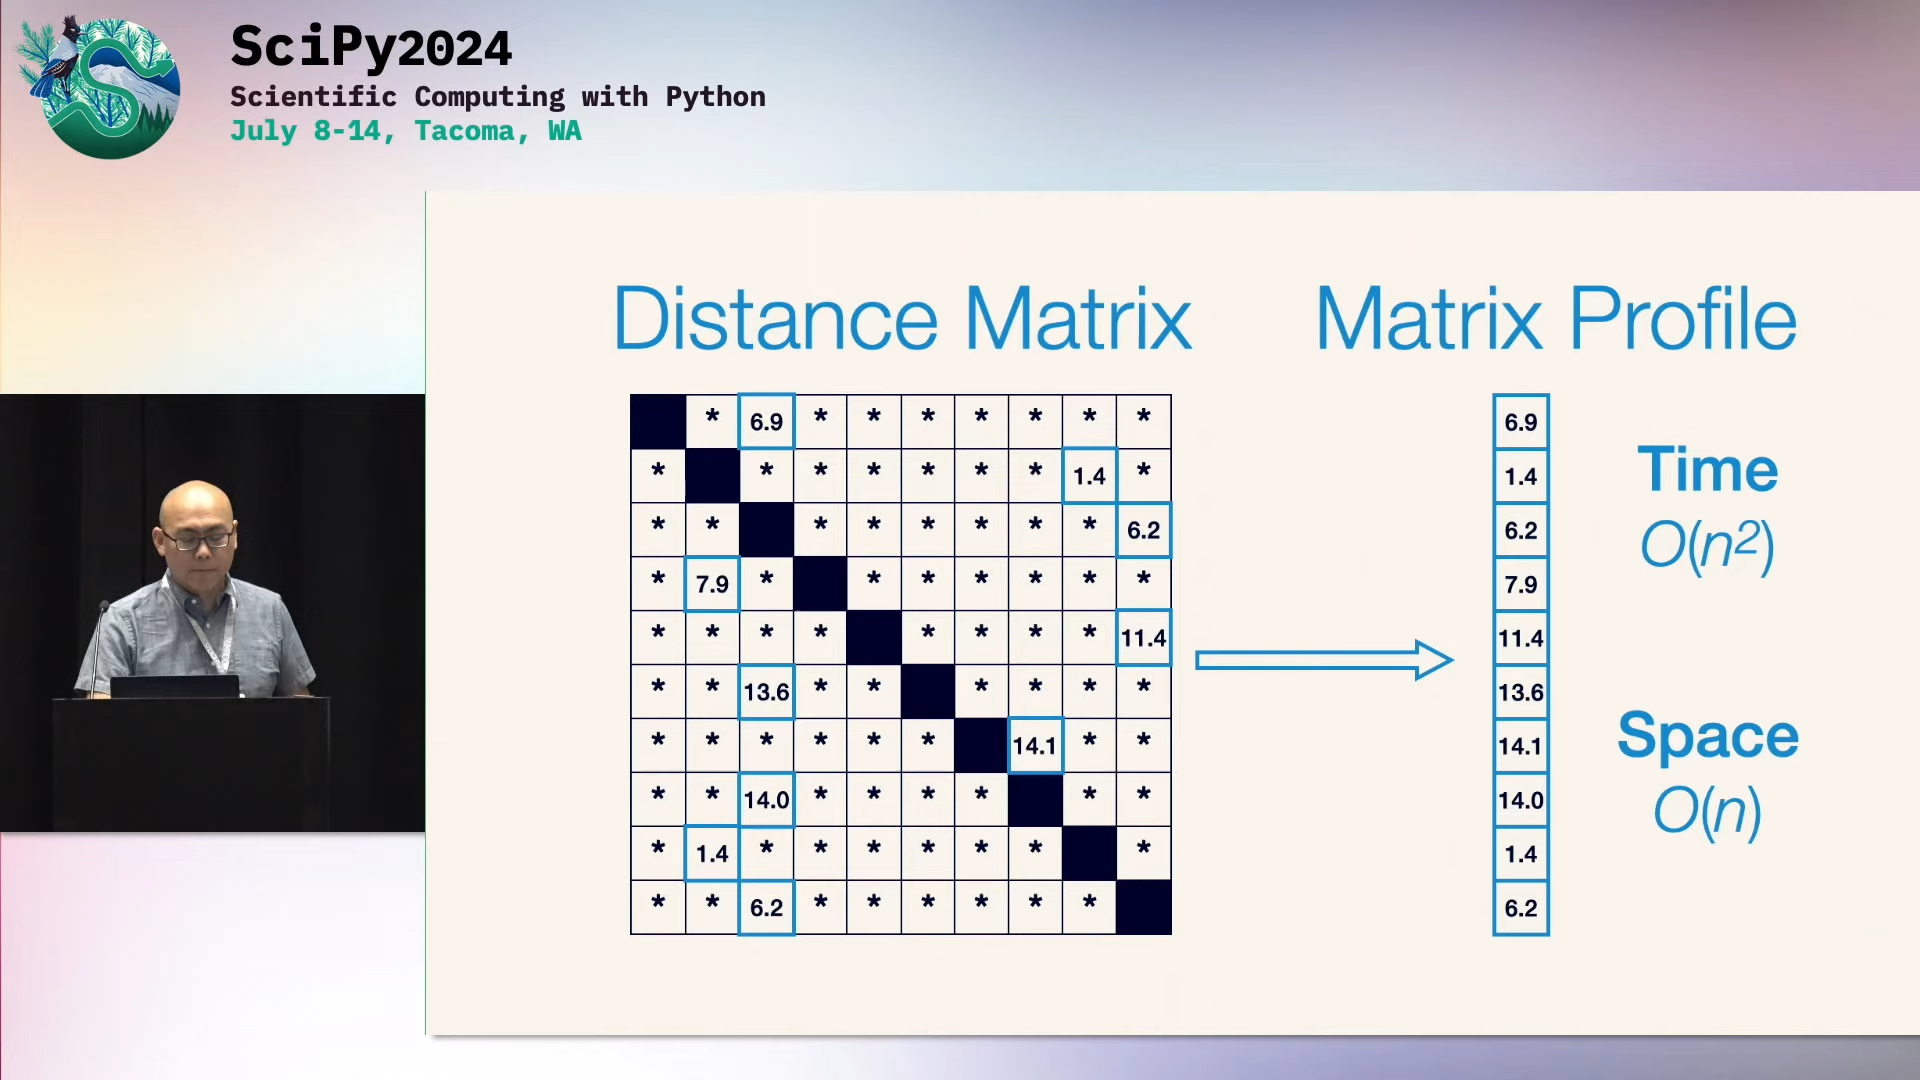 SciPy2024
Scientific Computing with Python
July 8-14, Tacoma, WA
Distance Matrix
Matrix Profile
* 6.9 * * * * * * *
* * * * * * * 1.4 *
* * * * * * * * 6.2
* 7.9 * * * * * * *
* * * * * * * * 11.4
* * 13.6 * * * * * *
* * * * * * 14.1 * *
* * 14.0 * * * * * *
* 1.4 * * * * * * *
* * 6.2 * * * * * *
6.9
1.4
6.2
7.9
11.4
13.6
14.1
14.0
1.4
6.2
Time
O(n²)
Space
O(n)